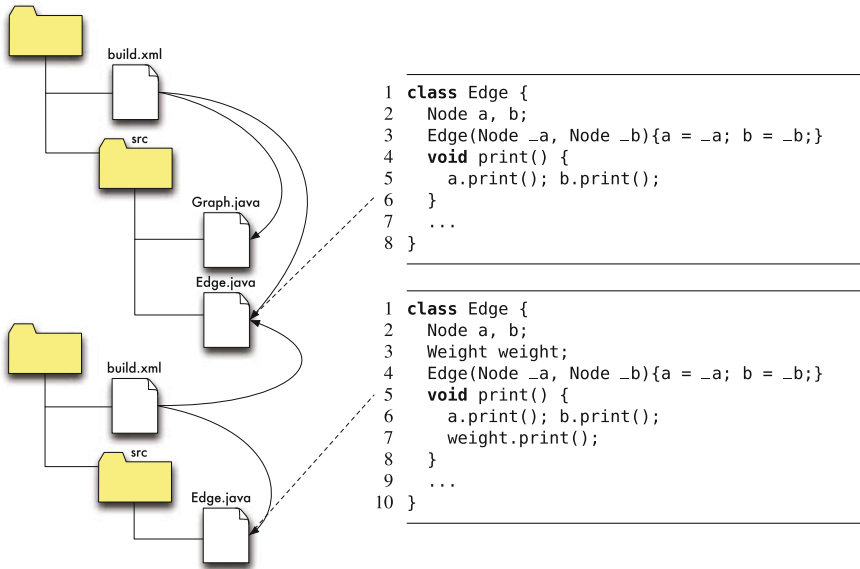 build.xml
src
Graph.java
Edge.java
build.xml
src
Edge.java
1 class Edge {
2 Node a, b;
3 Edge(Node _a, Node _b){a = _a; b = _b;}
4 void print() {
5 a.print(); b.print();
6 }
7 ...
8 }
1 class Edge {
2 Node a, b;
3 Weight weight;
4 Edge(Node _a, Node _b){a = _a; b = _b;}
5 void print() {
6 a.print(); b.print();
7 weight.print();
8 }
9 ...
10 }